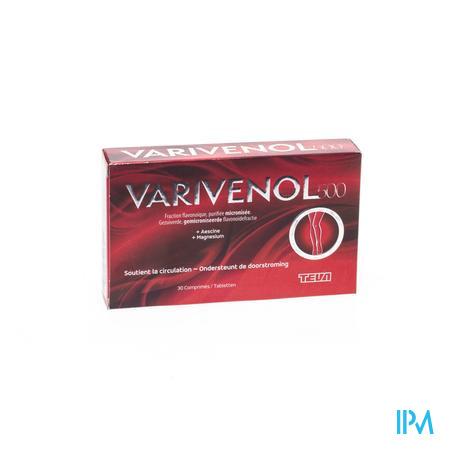 VARIVENOL 500
VARIVENOL 500
Fraction flavonoïque, purifiée micronisée.
Gezuiverde, gemicroniseerde flavonoïdefractie
+ Aescine
+ Magnesium
Soutient la circulation – Ondersteunt de doorstroming
TEVA
30 Comprimés / Tabletten
IPM